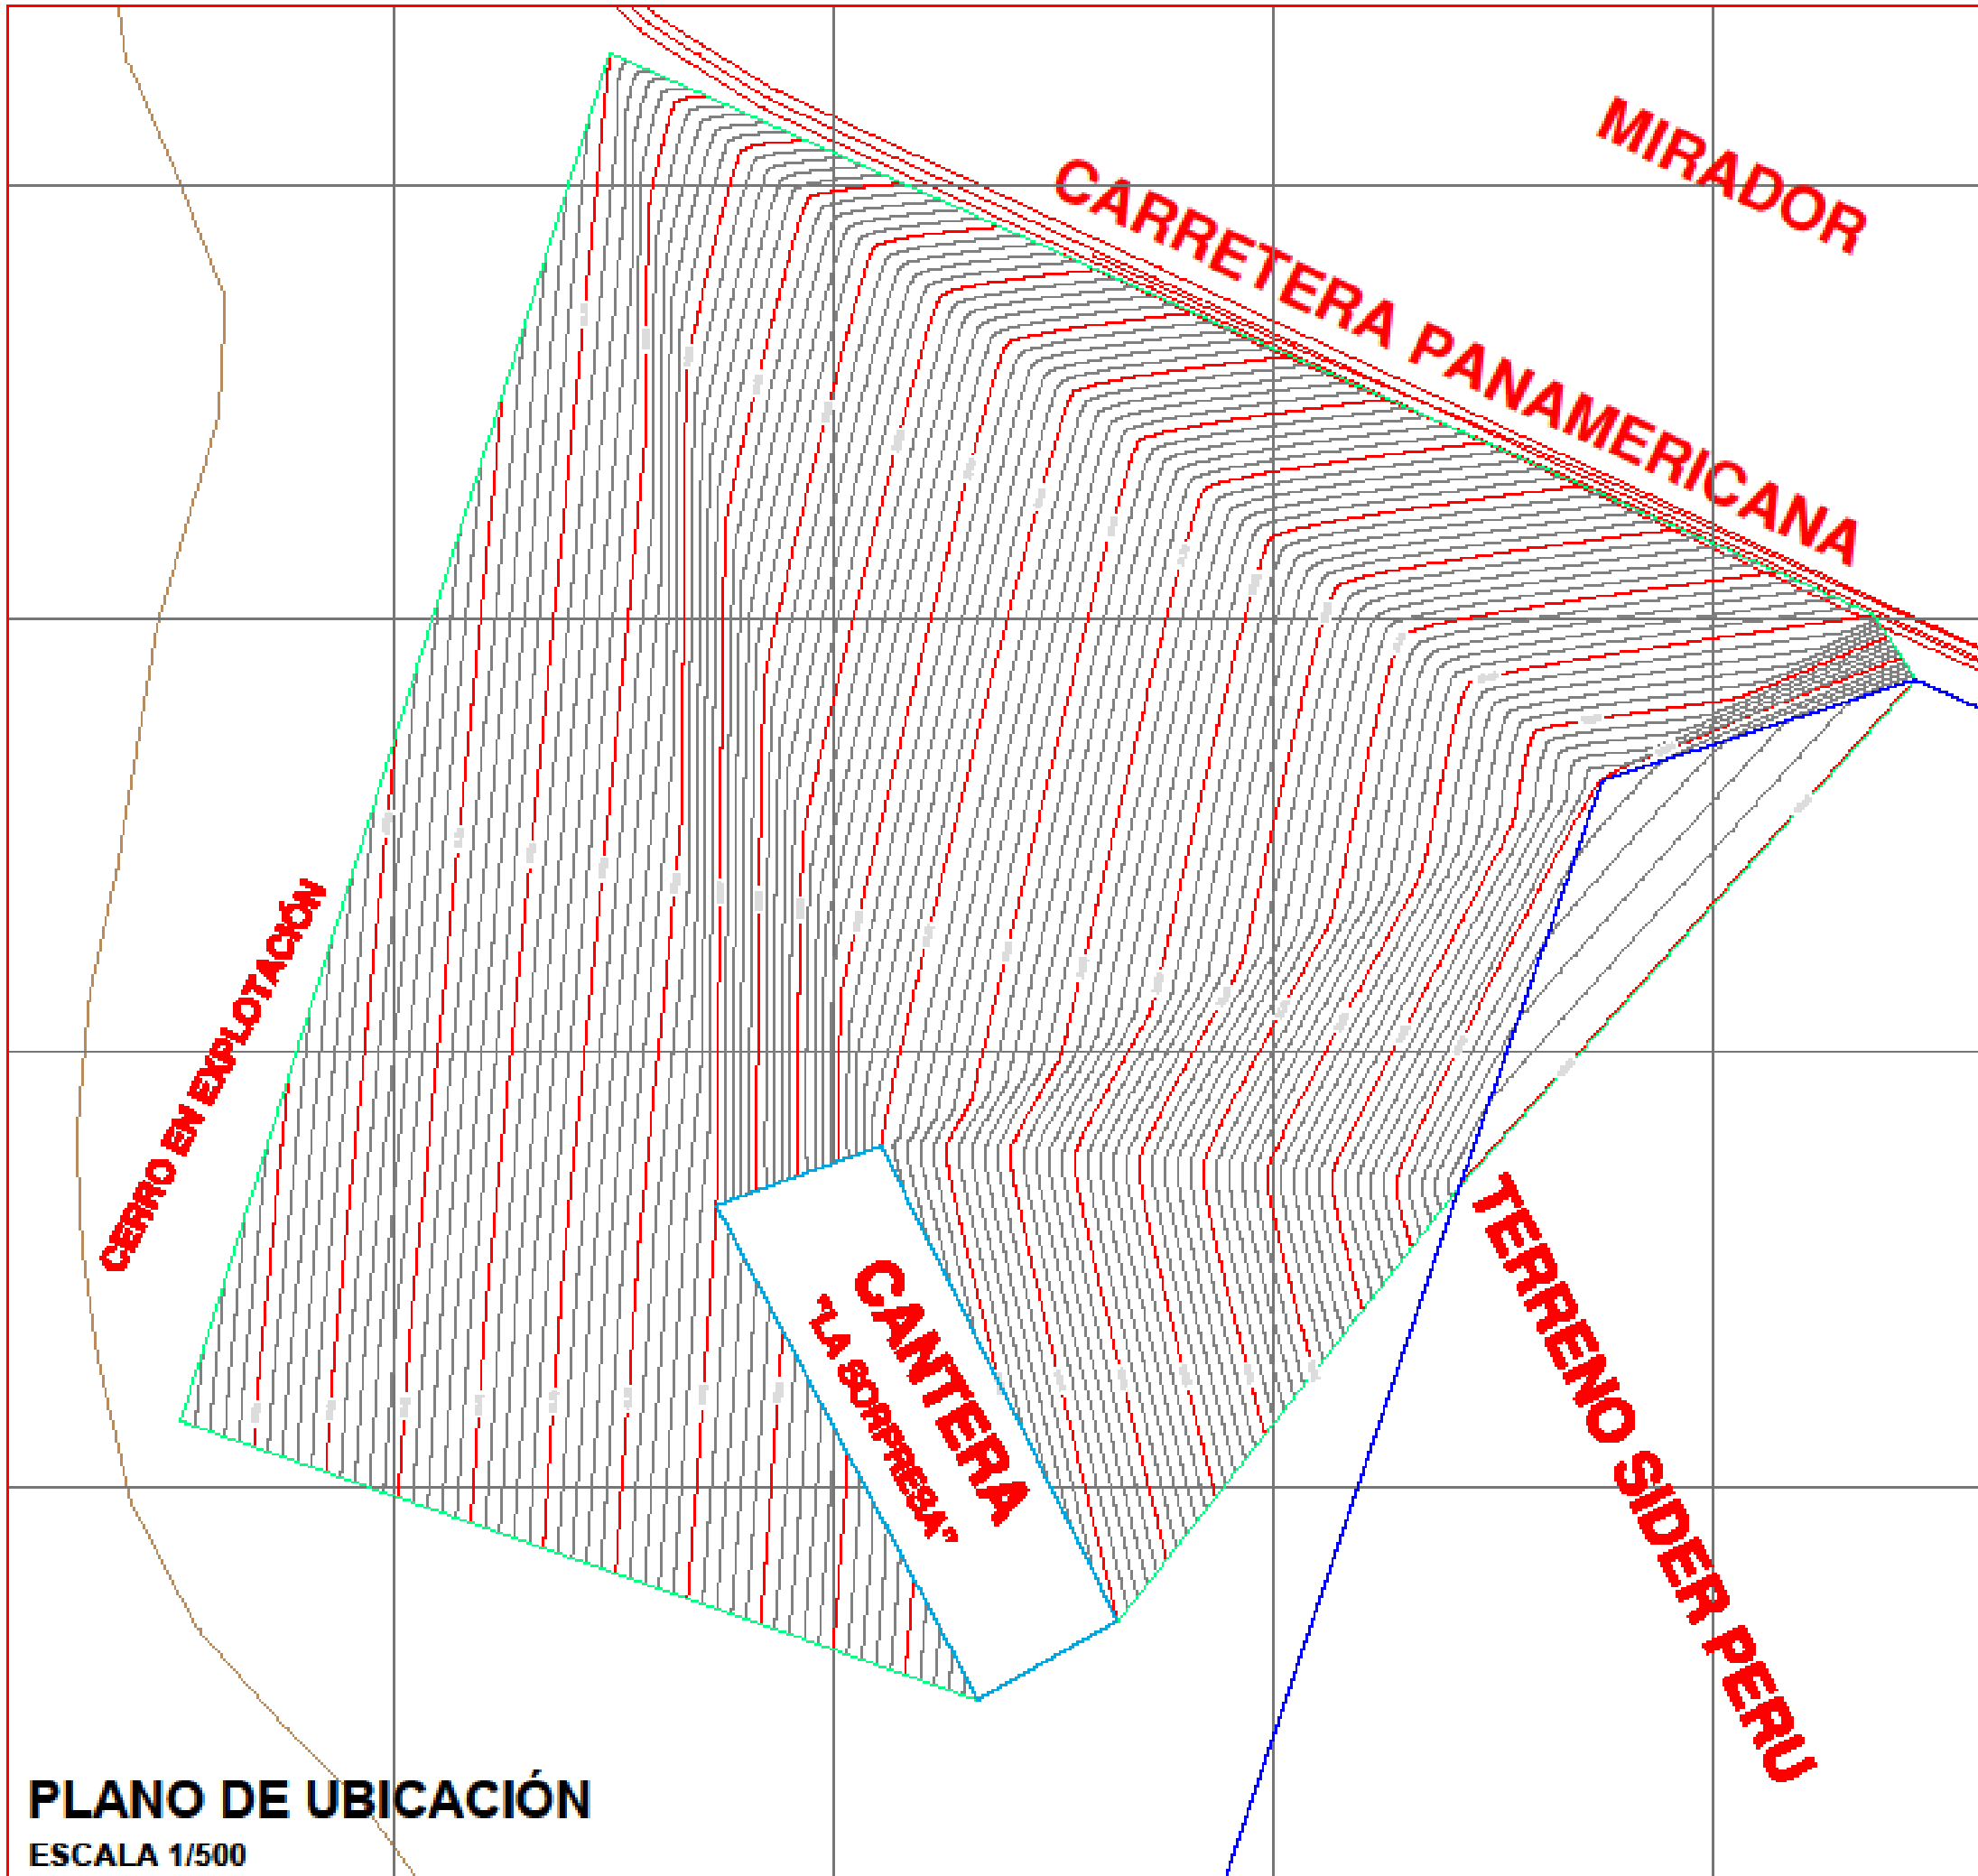 MIRADOR
CARRETERA PANAMERICANA
CERRO EN EXPLOTACIÓN
CANTERA
"LA SORPRESA"
TERRENO SIDER PERU
PLANO DE UBICACIÓN
ESCALA 1/500